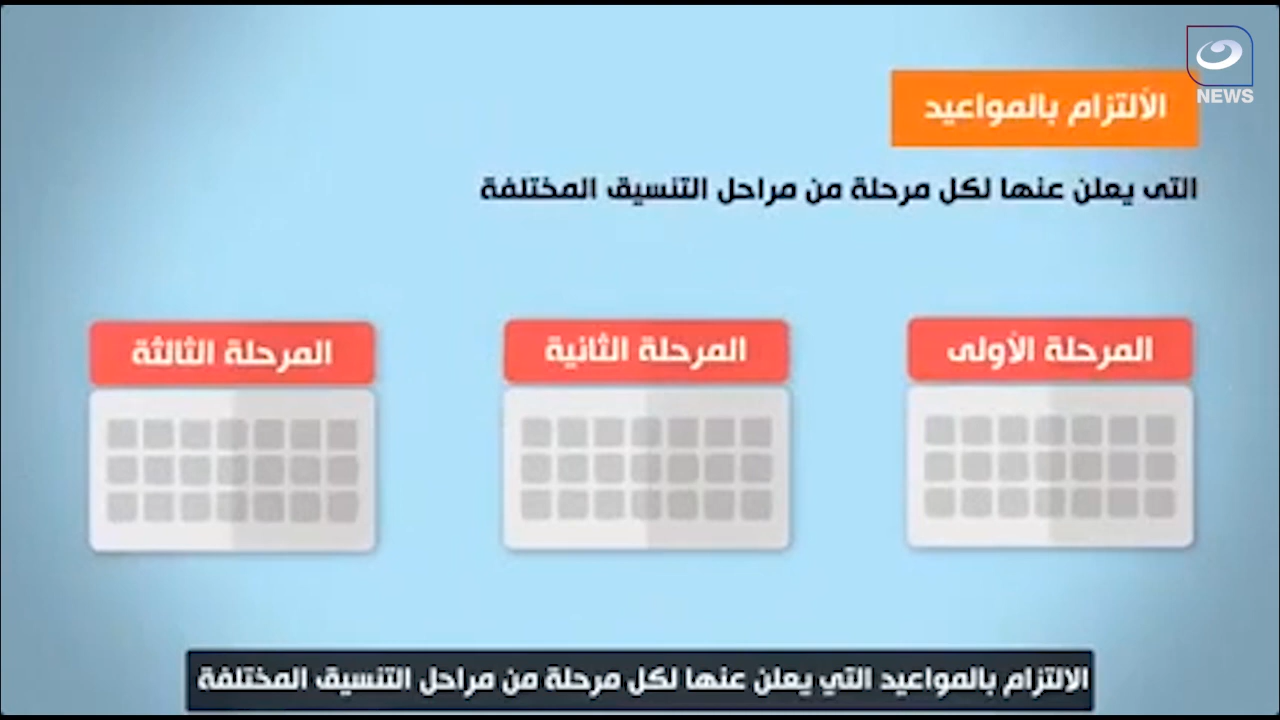 NEWS
الألتزام بالمواعيد
التى يعلن عنها لكل مرحلة من مراحل التنسيق المختلفة
المرحلة الأولى
المرحلة الثانية
المرحلة الثالثة
الالتزام بالمواعيد التي يعلن عنها لكل مرحلة من مراحل التنسيق المختلفة